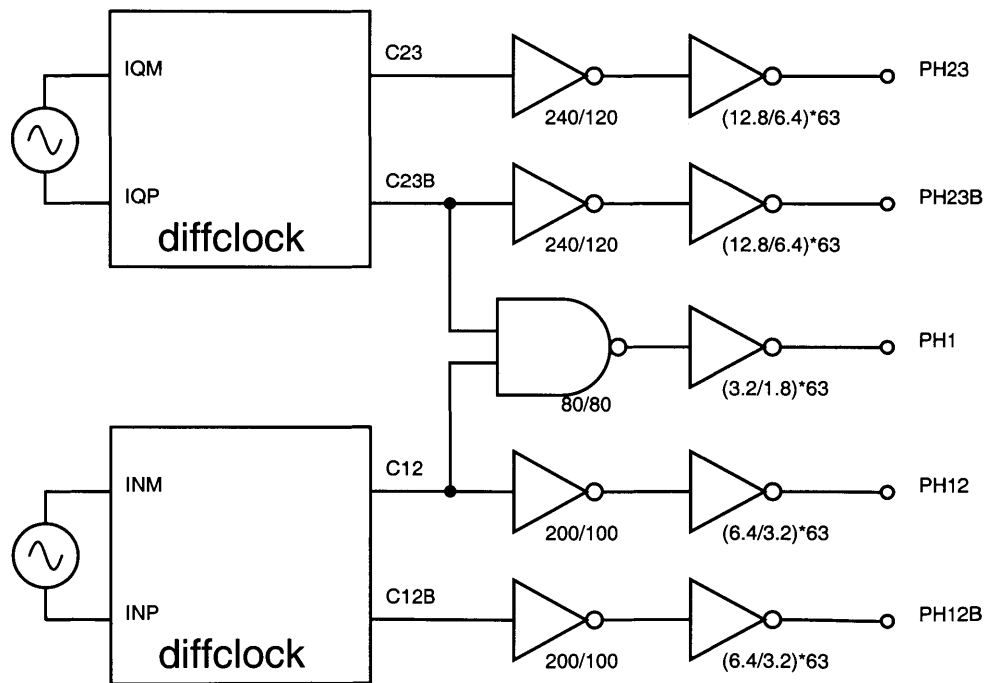 C23
PH23
IQM
240/120
(12.8/6.4)*63
C23B
PH23B
IQP
diffclock
240/120
(12.8/6.4)*63
PH1
80/80
(3.2/1.8)*63
C12
PH12
INM
200/100
(6.4/3.2)*63
C12B
PH12B
INP
diffclock
200/100
(6.4/3.2)*63